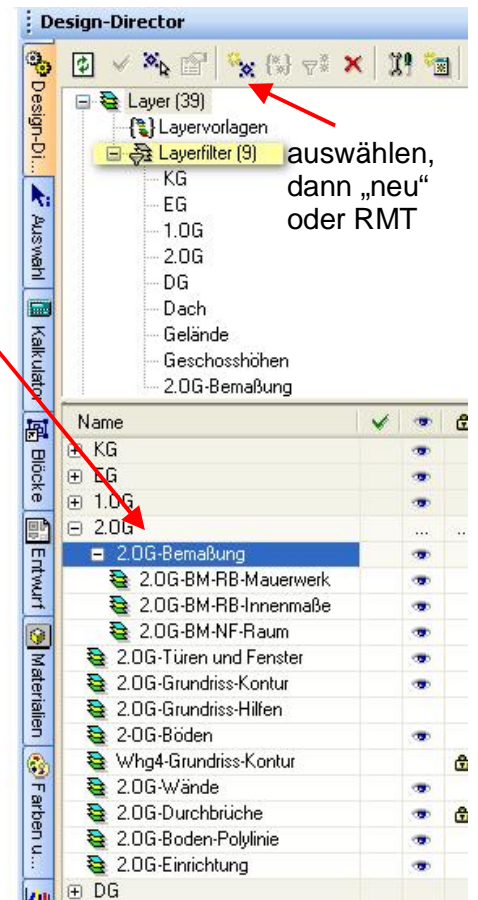 Design-Director
Layer (39)
Layervorlagen
Layerfilter (9)
KG
EG
1.OG
2.OG
DG
Dach
Gelände
Geschosshöhen
2.OG-Bemaßung
auswählen,
dann „neu“
oder RMT
Name
KG
EG
1.OG
2.OG
...
..
2.OG-Bemaßung
2.OG-BM-RB-Mauerwerk
2.OG-BM-RB-Innenmaße
2.OG-BM-NF-Raum
2.OG-Türen und Fenster
2.OG-Grundriss-Kontur
2.OG-Grundriss-Hilfen
2-OG-Böden
Whg4-Grundriss-Kontur
2.OG-Wände
2.OG-Durchbrüche
2.OG-Boden-Polylinie
2.OG-Einrichtung
DG
Design-Di...
Auswahl
Kalkulator
Blöcke
Entwurf
Materialien
Farben u...